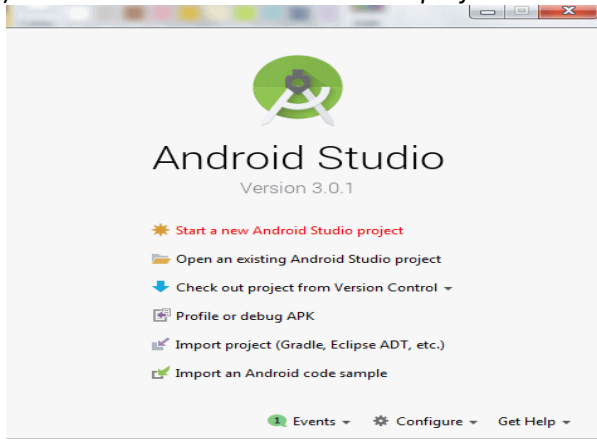 Android Studio
Version 3.0.1
Start a new Android Studio project
Open an existing Android Studio project
Check out project from Version Control
Profile or debug APK
Import project (Gradle, Eclipse ADT, etc.)
Import an Android code sample
1 Events Configure Get Help